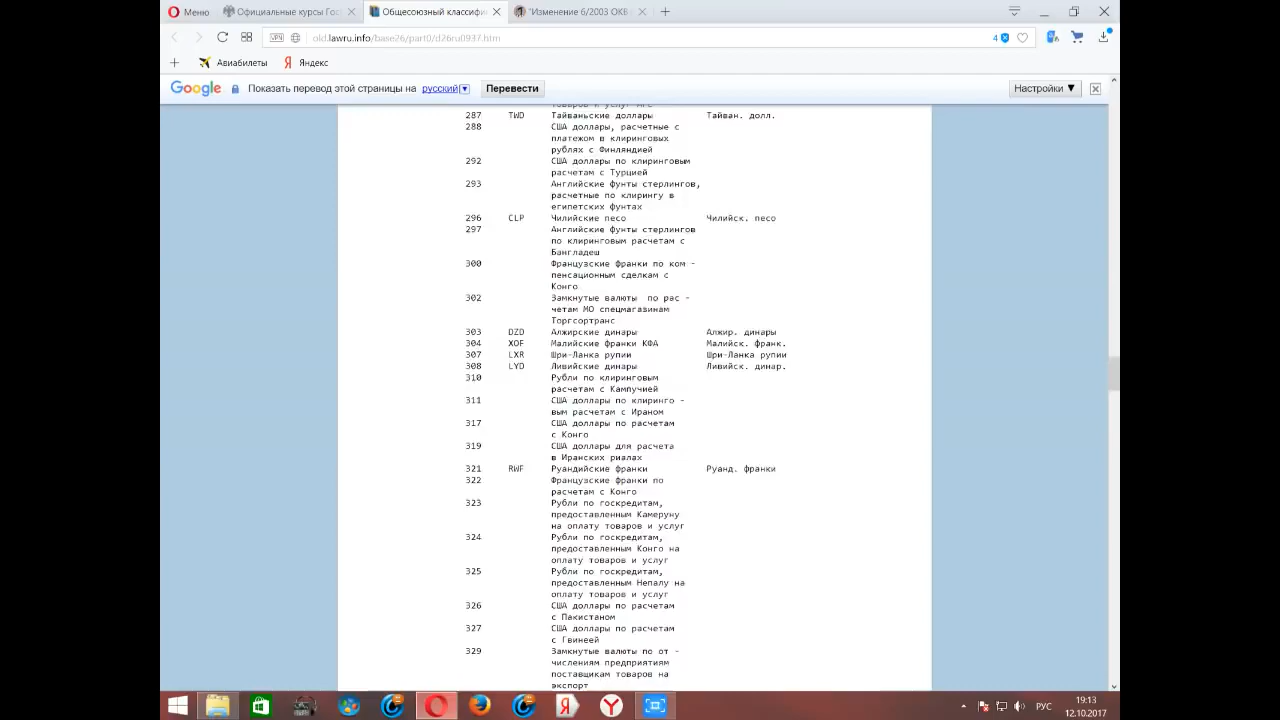 Меню
Официальные курсы Гос
Общесоюзный классифи
"Изменение 6/2003 ОКВ
VPN
old.lawru.info/base26/part0/d26ru0937.htm
4
Авиабилеты
Я Яндекс
Google
Показать перевод этой страницы на русский
Перевести
Настройки ▼
287 TWD Тайваньские доллары Тайван. долл.
288 США доллары, расчетные с
платежом в клиринговых
рублях с Финляндией
292 США доллары по клиринговым
расчетам с Турцией
293 Английские фунты стерлингов,
расчетные по клирингу в
египетских фунтах
296 CLP Чилийские песо Чилийск. песо
297 Английские фунты стерлингов
по клиринговым расчетам с
Бангладеш
300 Французские франки по ком -
пенсационным сделкам с
Конго
302 Замкнутые валюты по рас -
четам МО спецмагазинам
Торгсортранс
303 DZD Алжирские динары Алжир. динары
304 XOF Малийские франки КФА Малийск. франк.
307 LXR Шри-Ланка рупии Шри-Ланка рупии
308 LYD Ливийские динары Ливийск. динар.
310 Рубли по клиринговым
расчетам с Кампучией
311 США доллары по клиринго -
вым расчетам с Ираном
317 США доллары по расчетам
с Конго
319 США доллары для расчета
в Иранских риалах
321 RWF Руандийские франки Руанд. франки
322 Французские франки по
расчетам с Конго
323 Рубли по госкредитам,
предоставленным Камеруну
на оплату товаров и услуг
324 Рубли по госкредитам,
предоставленным Конго на
оплату товаров и услуг
325 Рубли по госкредитам,
предоставленным Непалу на
оплату товаров и услуг
326 США доллары по расчетам
с Пакистаном
327 США доллары по расчетам
с Гвинеей
329 Замкнутые валюты по от -
числениям предприятиям
поставщикам товаров на
экспорт
РУС
19:13
12.10.2017